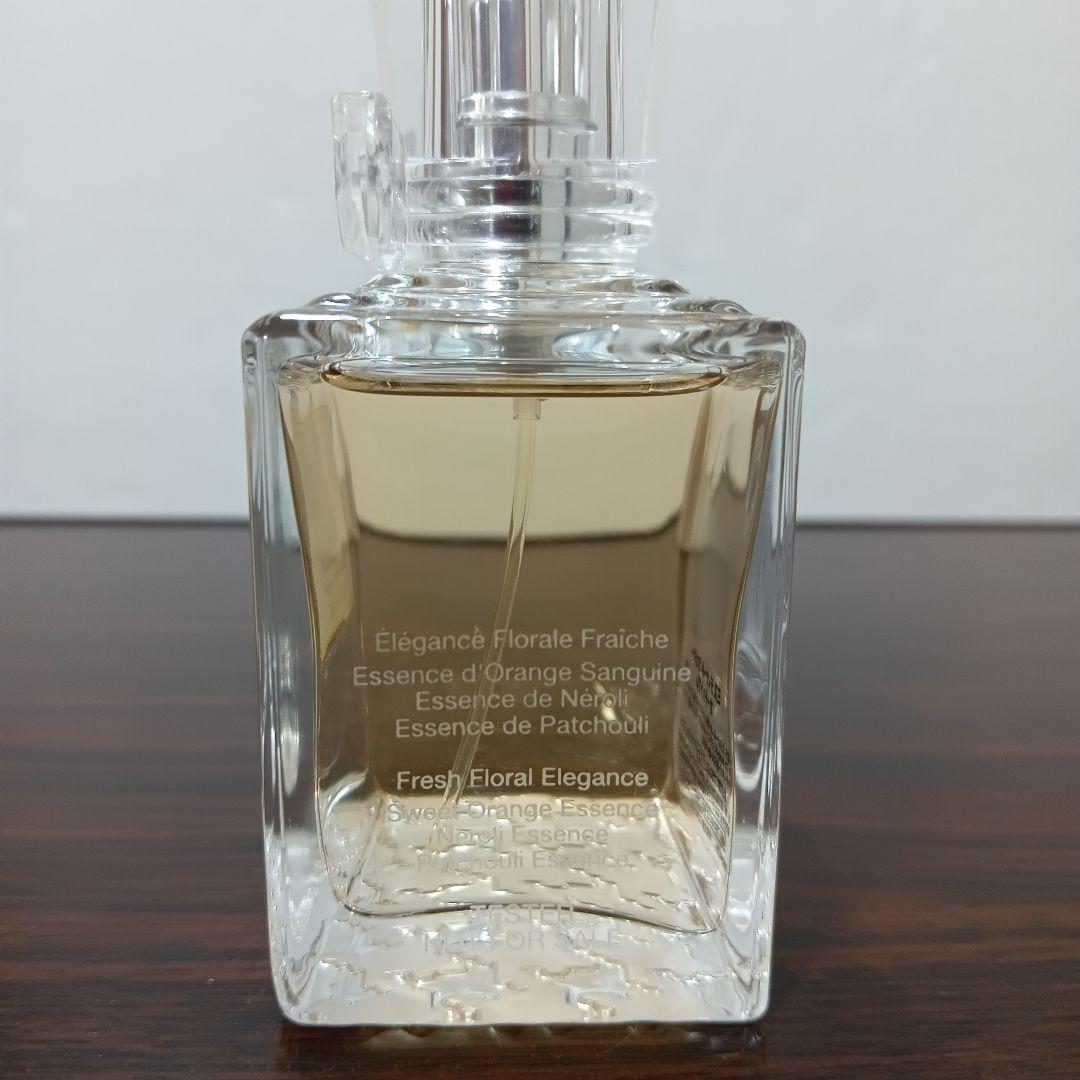 Élégance Florale Fraîche
Essence d'Orange Sanguine
Essence de Néroli
Essence de Patchouli
Fresh Floral Elegance
Sweet Orange Essence
Néroli Essence
Patchouli Essence
TESTER
NOT FOR SALE